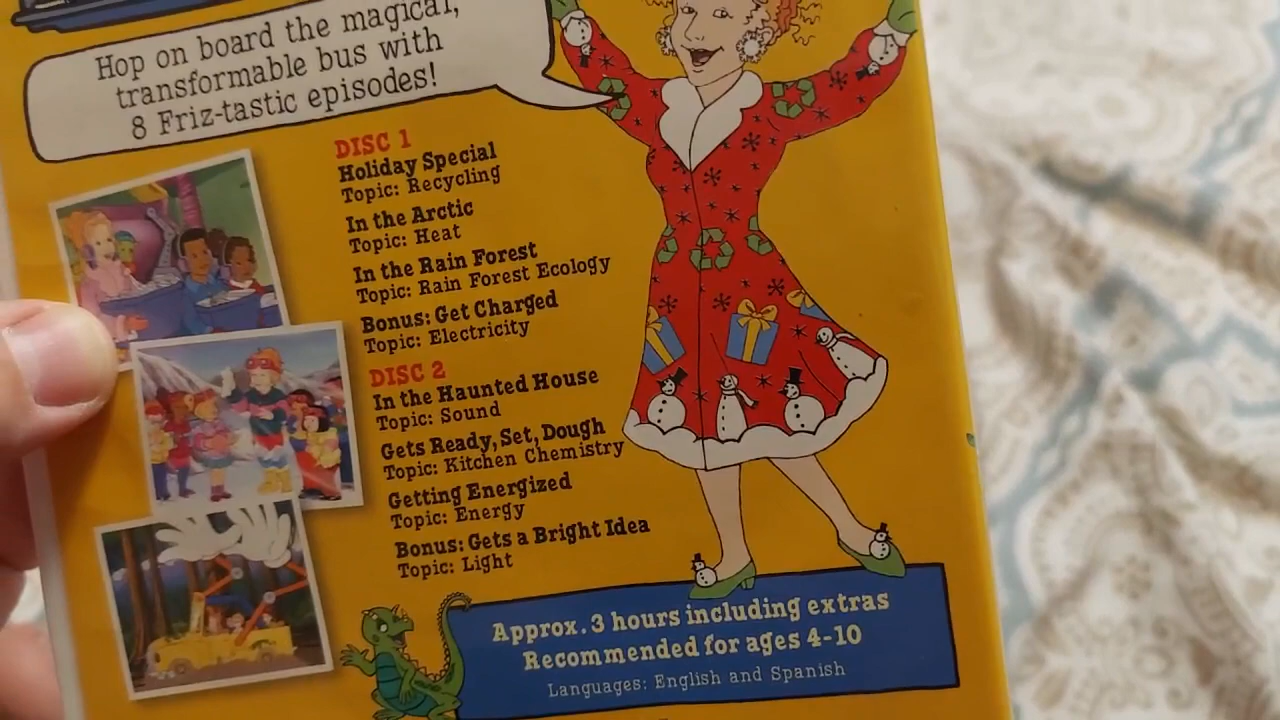 Hop on board the magical,
transformable bus with
8 Friz-tastic episodes!
DISC 1
Holiday Special
Topic: Recycling
In the Arctic
Topic: Heat
In the Rain Forest
Topic: Rain Forest Ecology
Bonus: Get Charged
Topic: Electricity
DISC 2
In the Haunted House
Topic: Sound
Gets Ready, Set, Dough
Topic: Kitchen Chemistry
Getting Energized
Topic: Energy
Bonus: Gets a Bright Idea
Topic: Light
Approx. 3 hours including extras
Recommended for ages 4-10
Languages: English and Spanish